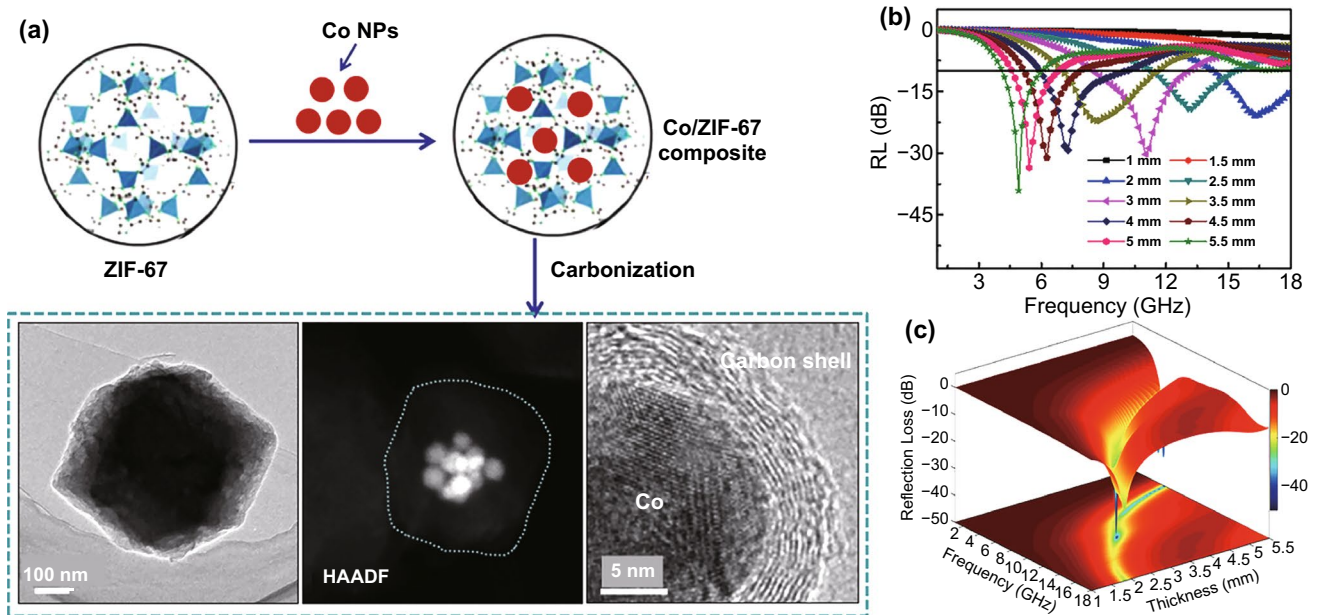 (a)
Co NPs
ZIF-67
Co/ZIF-67
composite
Carbonization
100 nm
HAADF
Carbon shell
Co
5 nm
(b)
0
−15
−30
−45
RL (dB)
1 mm 1.5 mm
2 mm 2.5 mm
3 mm 3.5 mm
4 mm 4.5 mm
5 mm 5.5 mm
3 6 9 12 15 18
Frequency (GHz)
(c)
0
−10
−20
−30
−40
−50
Reflection Loss (dB)
2 4 6 8 10 12 14 16 18
Frequency (GHz)
1 1.5 2 2.5 3 3.5 4 4.5 5 5.5
Thickness (mm)
0
−20
−40